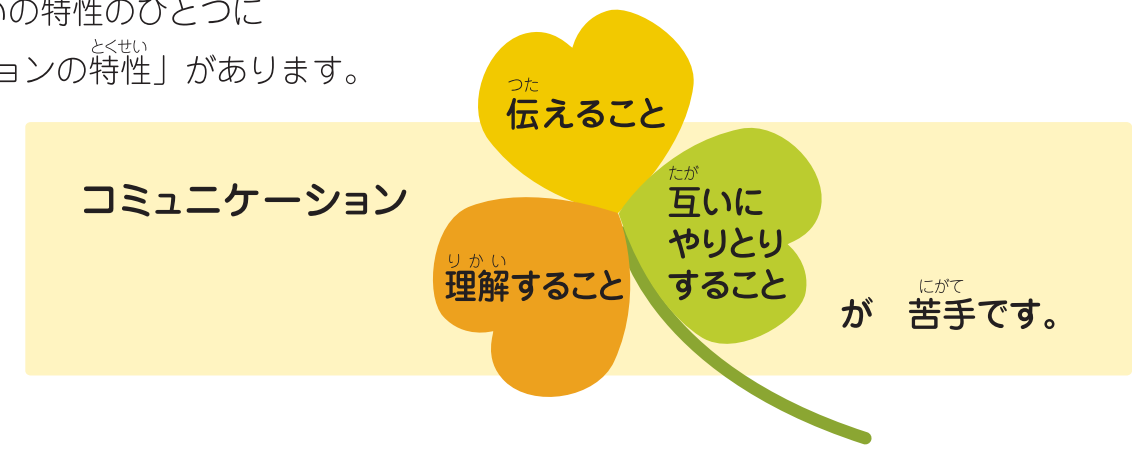 いの特性のひとつに
ョンの特性」があります。
とくせい
コミュニケーション
つた
伝えること
りかい
理解すること
たが
互いに
やりとり
すること
が 苦手です。
にがて